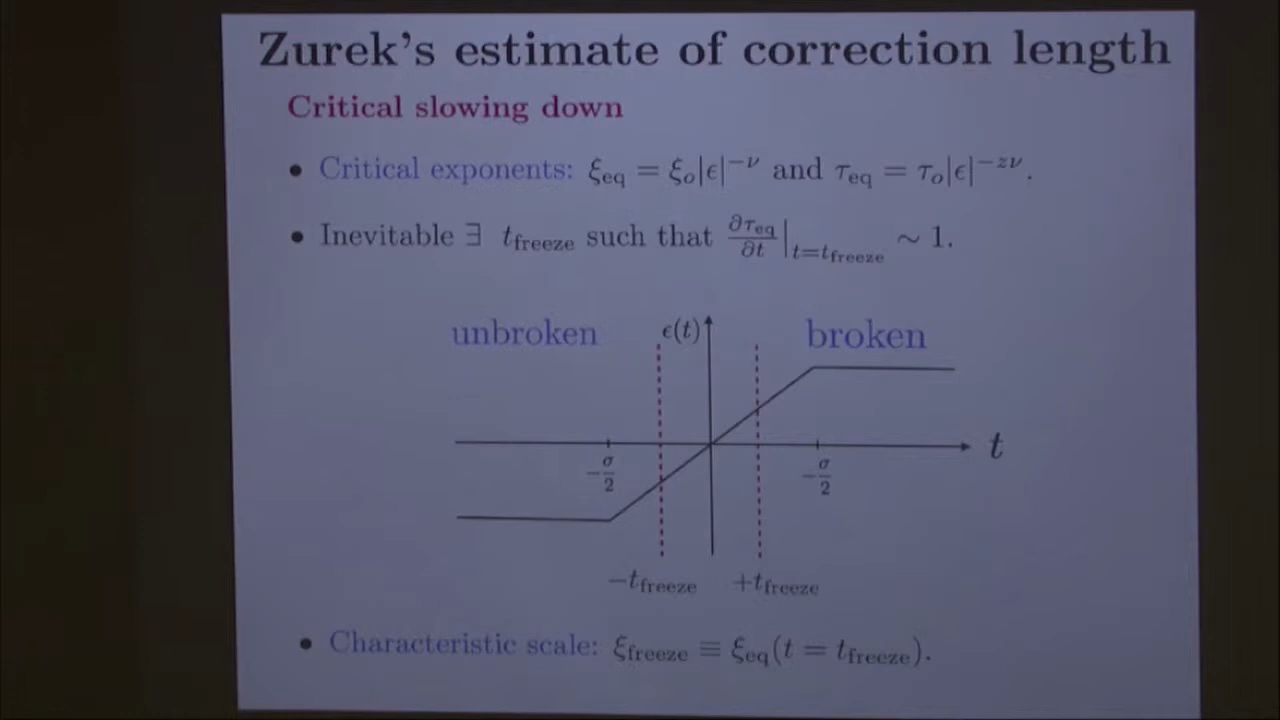 Zurek's estimate of correction length
Critical slowing down
• Critical exponents: ξ_eq = ξ_o|ϵ|^{−ν} and τ_eq = τ_o|ϵ|^{−zν}.
• Inevitable ∃ t_freeze such that ∂τ_eq/∂t|_{t=t_freeze} ∼ 1.
unbroken ϵ(t) broken
t
−σ/2 −σ/2
−t_freeze +t_freeze
• Characteristic scale: ξ_freeze ≡ ξ_eq(t = t_freeze).